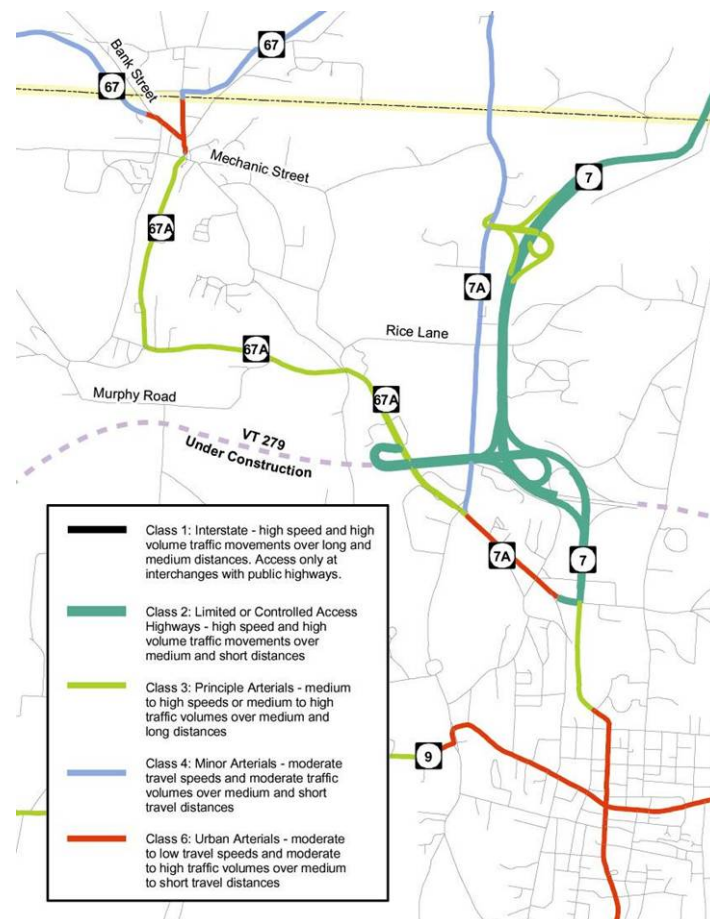 67
Bank Street
67
Mechanic Street
7
67A
7A
Rice Lane
67A
67A
Murphy Road
VT 279
Under Construction
7A
7
9
Class 1: Interstate - high speed and high
volume traffic movements over long and
medium distances. Access only at
interchanges with public highways.
Class 2: Limited or Controlled Access
Highways - high speed and high
volume traffic movements over
medium and short distances
Class 3: Principle Arterials - medium
to high speeds or medium to high
traffic volumes over medium and
long distances
Class 4: Minor Arterials - moderate
travel speeds and moderate traffic
volumes over medium and short
travel distances
Class 6: Urban Arterials - moderate
to low travel speeds and moderate
to high traffic volumes over medium
to short travel distances